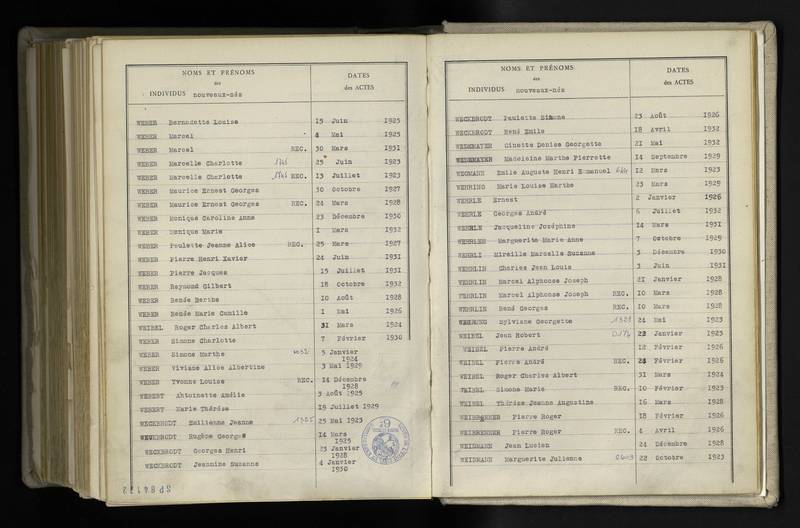 NOMS ET PRÉNOMS
des
INDIVIDUS nouveaux-nés
DATES
des ACTES
WEBER Bernadette Louise 15 Juin 1925
WEBER Marcel 4 Mai 1925
WEBER Marcel REC. 30 Mars 1931
WEBER Marcelle Charlotte 25 Juin 1923
WEBER Marcelle Charlotte REC. 13 Juillet 1923
WEBER Maurice Ernest Georges 30 Octobre 1927
WEBER Maurice Ernest Georges REC. 24 Mars 1928
WEBER Monique Caroline Anne 23 Décembre 1930
WEBER Monique Marie I Mars 1932
WEBER Paulette Jeanne Alice REC. 25 Mars 1927
WEBER Pierre Henri Xavier 24 Juin 1931
WEBER Pierre Jacques 15 Juillet 1931
WEBER Raymond Gilbert 18 Octobre 1932
WEBER Renée Berthe 10 Août 1928
WEBER Renée Marie Camille I Mai 1926
WEIBEL Roger Charles Albert 31 Mars 1924
WEBER Simone Charlotte 7 Février 1930
WEBER Simone Marthe 5 Janvier
1924
WEBER Viviane Alice Albertine 3 Mai 1929
WEBER Yvonne Louise REC. 14 Décembre
1928
WEBERT Antoinette Amélie 3 Août 1925
WEBERT Marie Thérèse 19 Juillet 1929
WECKBRODT Emilienne Jeanne 25 Mai 1923
WECKBRODT Eugène Georges 14 Mars
1925
WECKBRODT Georges Henri 23 Janvier
1928
WECKBRODT Jeannine Suzanne 4 Janvier
1930
NOMS ET PRÉNOMS
des
INDIVIDUS nouveaux-nés
DATES
des ACTES
WECKBRODT Paulette Simone 23 Août 1926
WECKBRODT René Emile 18 Avril 1932
WEDEMAYER Ginette Denise Georgette 21 Mai 1932
WEDEMAYER Madeleine Marthe Pierrette 14 Septembre 1929
WEGMANN Emile Auguste Henri Emmanuel 12 Mars 1923
WEHRING Marie Louise Marthe 23 Mars 1929
WEHRLE Ernest 2 Janvier 1926
WEHRLE Georges André 6 Juillet 1932
WEHRLE Jacqueline Joséphine 14 Mars 1931
WEHRLEN Marguerite Marie Anne 7 Octobre 1929
WEHRLI Mireille Marcelle Suzanne 3 Décembre 1930
WEHRLIN Charles Jean Louis 3 Juin 1931
WEHRLIN Marcel Alphonse Joseph 21 Janvier 1928
WEHRLIN Marcel Alphonse Joseph REC. 10 Mars 1928
WEHRLIN René Georges REC. 10 Mars 1928
WEHRUNG Sylviane Georgette 24 Mai 1923
WEIBEL Jean Robert 22 Janvier 1923
WEIBEL Pierre André 12 Février 1926
WEIBEL Pierre André REC. 24 Février 1926
WEIBEL Roger Charles Albert 31 Mars 1924
WEIBEL Simone Marie REC. 10 Février 1923
WEIBEL Thérèse Jeanne Augustine 16 Mars 1928
WEIBRENNER Pierre Roger 18 Février 1926
WEIBRENNER Pierre Roger REC. 4 Avril 1926
WEIDMANN Jean Lucien 24 Décembre 1928
WEIDMANN Marguerite Julienne 22 Octobre 1923